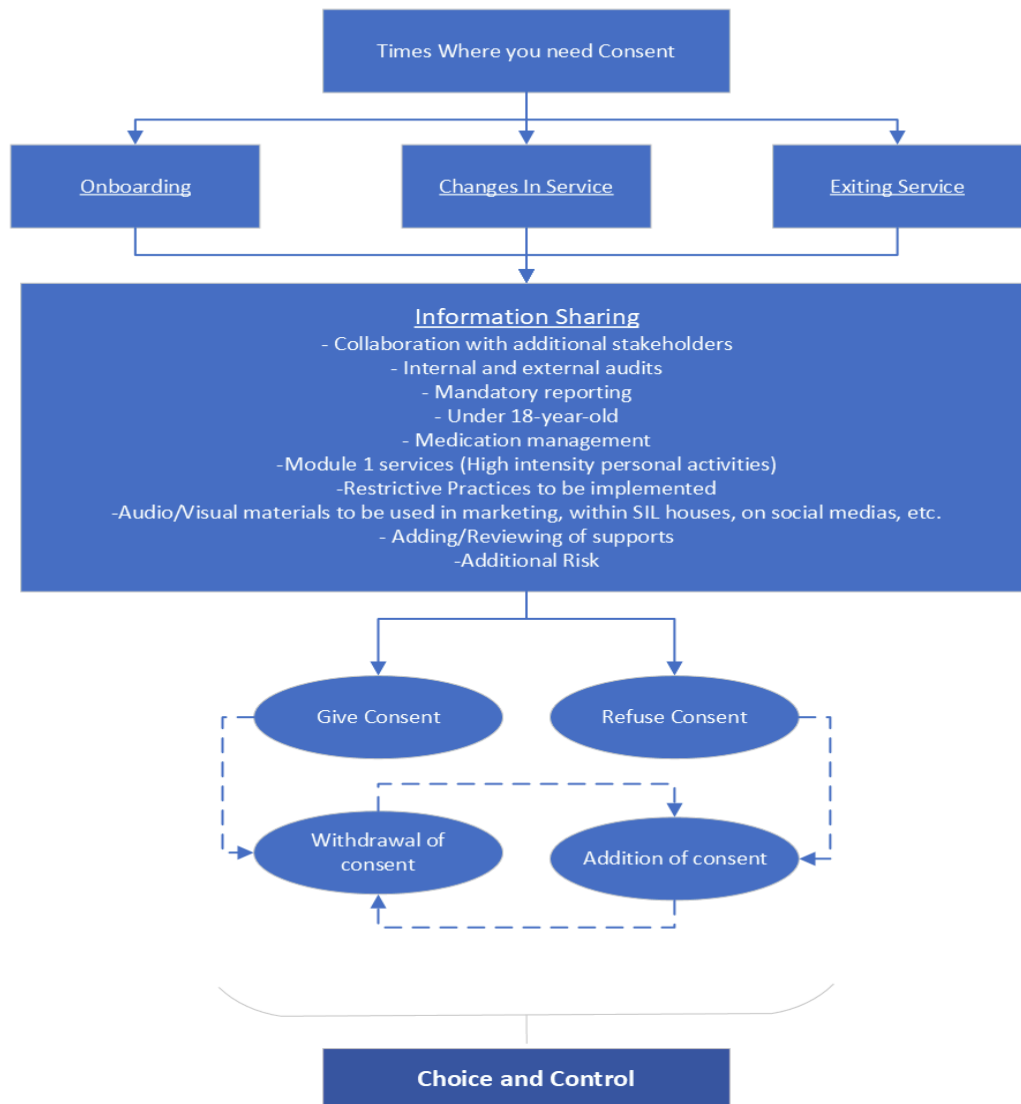 Times Where you need Consent
Onboarding
Changes In Service
Exiting Service
Information Sharing
- Collaboration with additional stakeholders
- Internal and external audits
- Mandatory reporting
- Under 18-year-old
- Medication management
-Module 1 services (High intensity personal activities)
-Restrictive Practices to be implemented
-Audio/Visual materials to be used in marketing, within SIL houses, on social medias, etc.
- Adding/Reviewing of supports
-Additional Risk
Give Consent
Refuse Consent
Withdrawal of
consent
Addition of consent
Choice and Control